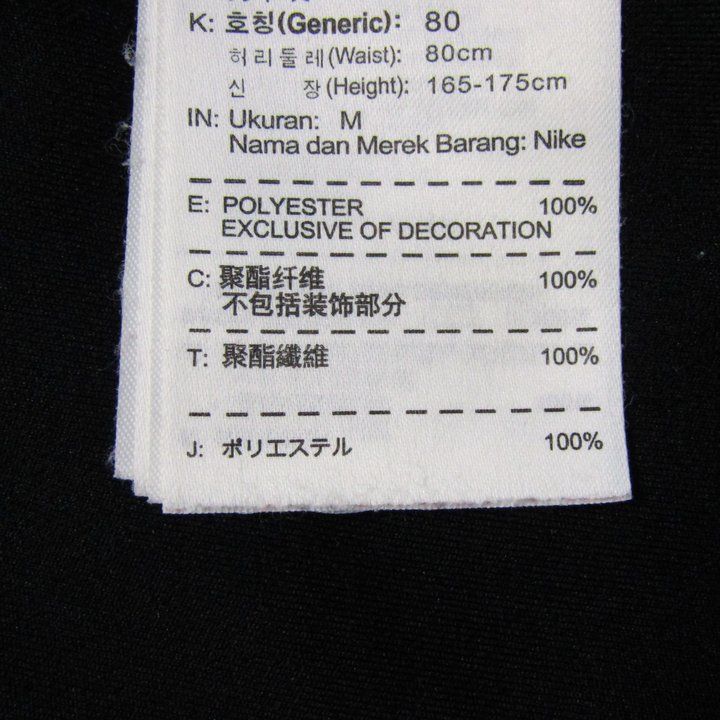 K: 호칭(Generic): 80
허리둘레(Waist): 80cm
신 장(Height): 165-175cm
IN: Ukuran: M
Nama dan Merek Barang: Nike
E: POLYESTER 100%
EXCLUSIVE OF DECORATION
C: 聚酯纤维 100%
不包括装饰部分
T: 聚酯纖維 100%
J: ポリエステル 100%